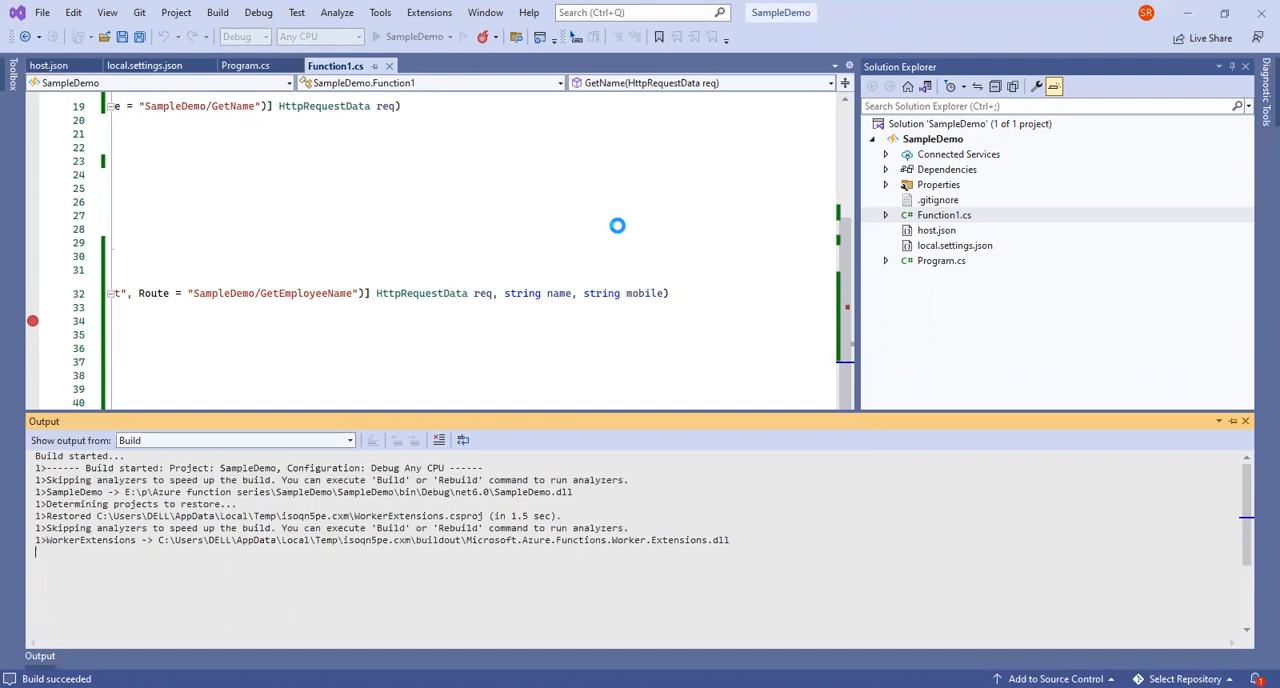 File Edit View Git Project Build Debug Test Analyze Tools Extensions Window Help Search (Ctrl+Q) SampleDemo SR
Debug Any CPU SampleDemo Live Share
host.json local.settings.json Program.cs Function1.cs
SampleDemo SampleDemo.Function1 GetName(HttpRequestData req)
Toolbox
19 e = "SampleDemo/GetName")] HttpRequestData req)
20
21
22
23
24
25
26
27
28
29
30
31
32 t", Route = "SampleDemo/GetEmployeeName")] HttpRequestData req, string name, string mobile)
33
34
35
36
37
38
39
40
Solution Explorer
Search Solution Explorer (Ctrl+;)
Solution 'SampleDemo' (1 of 1 project)
SampleDemo
Connected Services
Dependencies
Properties
.gitignore
C# Function1.cs
host.json
local.settings.json
C# Program.cs
Diagnostic Tools
Output
Show output from: Build
Build started...
1>------ Build started: Project: SampleDemo, Configuration: Debug Any CPU ------
1>Skipping analyzers to speed up the build. You can execute 'Build' or 'Rebuild' command to run analyzers.
1>SampleDemo -> E:\p\Azure function series\SampleDemo\SampleDemo\bin\Debug\net6.0\SampleDemo.dll
1>Determining projects to restore...
1>Restored C:\Users\DELL\AppData\Local\Temp\isoqn5pe.cxm\WorkerExtensions.csproj (in 1.5 sec).
1>Skipping analyzers to speed up the build. You can execute 'Build' or 'Rebuild' command to run analyzers.
1>WorkerExtensions -> C:\Users\DELL\AppData\Local\Temp\isoqn5pe.cxm\buildout\Microsoft.Azure.Functions.Worker.Extensions.dll
Output
Build succeeded Add to Source Control Select Repository 1